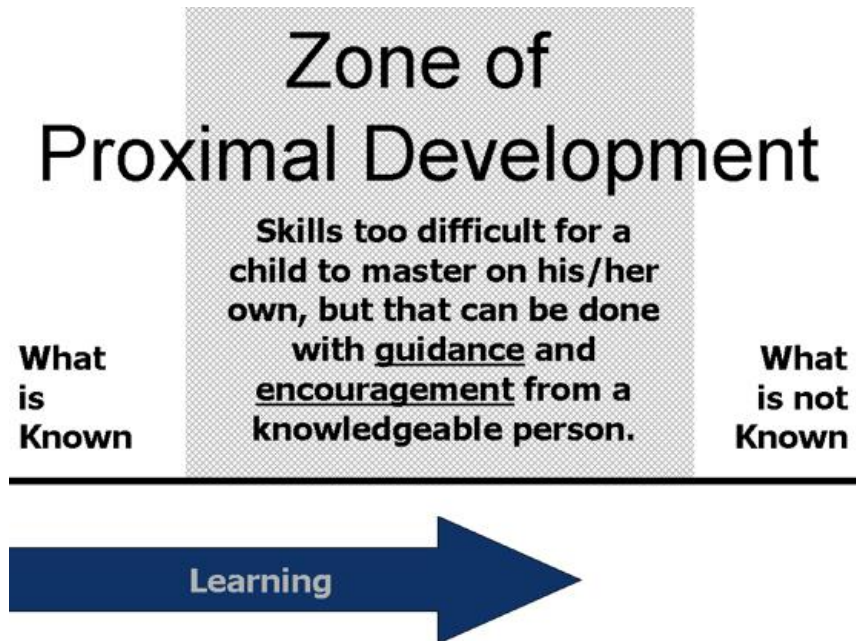 Zone of
Proximal Development
Skills too difficult for a
child to master on his/her
own, but that can be done
with guidance and
encouragement from a
knowledgeable person.
What
is
Known
What
is not
Known
Learning